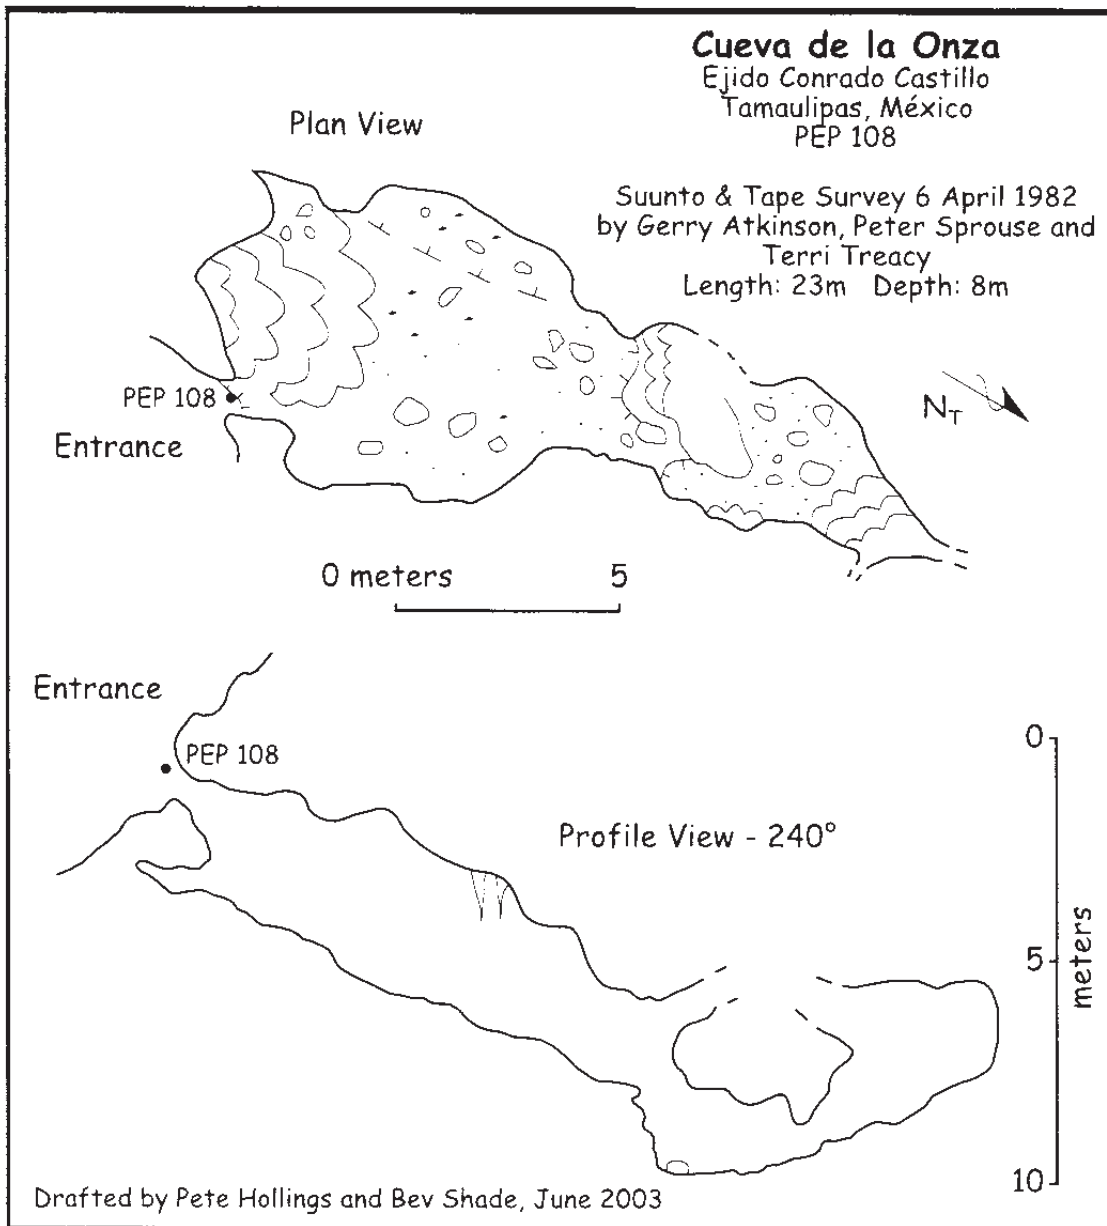 Cueva de la Onza
Ejido Conrado Castillo
Tamaulipas, México
PEP 108
Plan View
Suunto & Tape Survey 6 April 1982
by Gerry Atkinson, Peter Sprouse and
Terri Treacy
Length: 23m Depth: 8m
PEP 108
Entrance
NT
0 meters 5
Entrance
PEP 108
Profile View - 240°
0
5
meters
10
Drafted by Pete Hollings and Bev Shade, June 2003